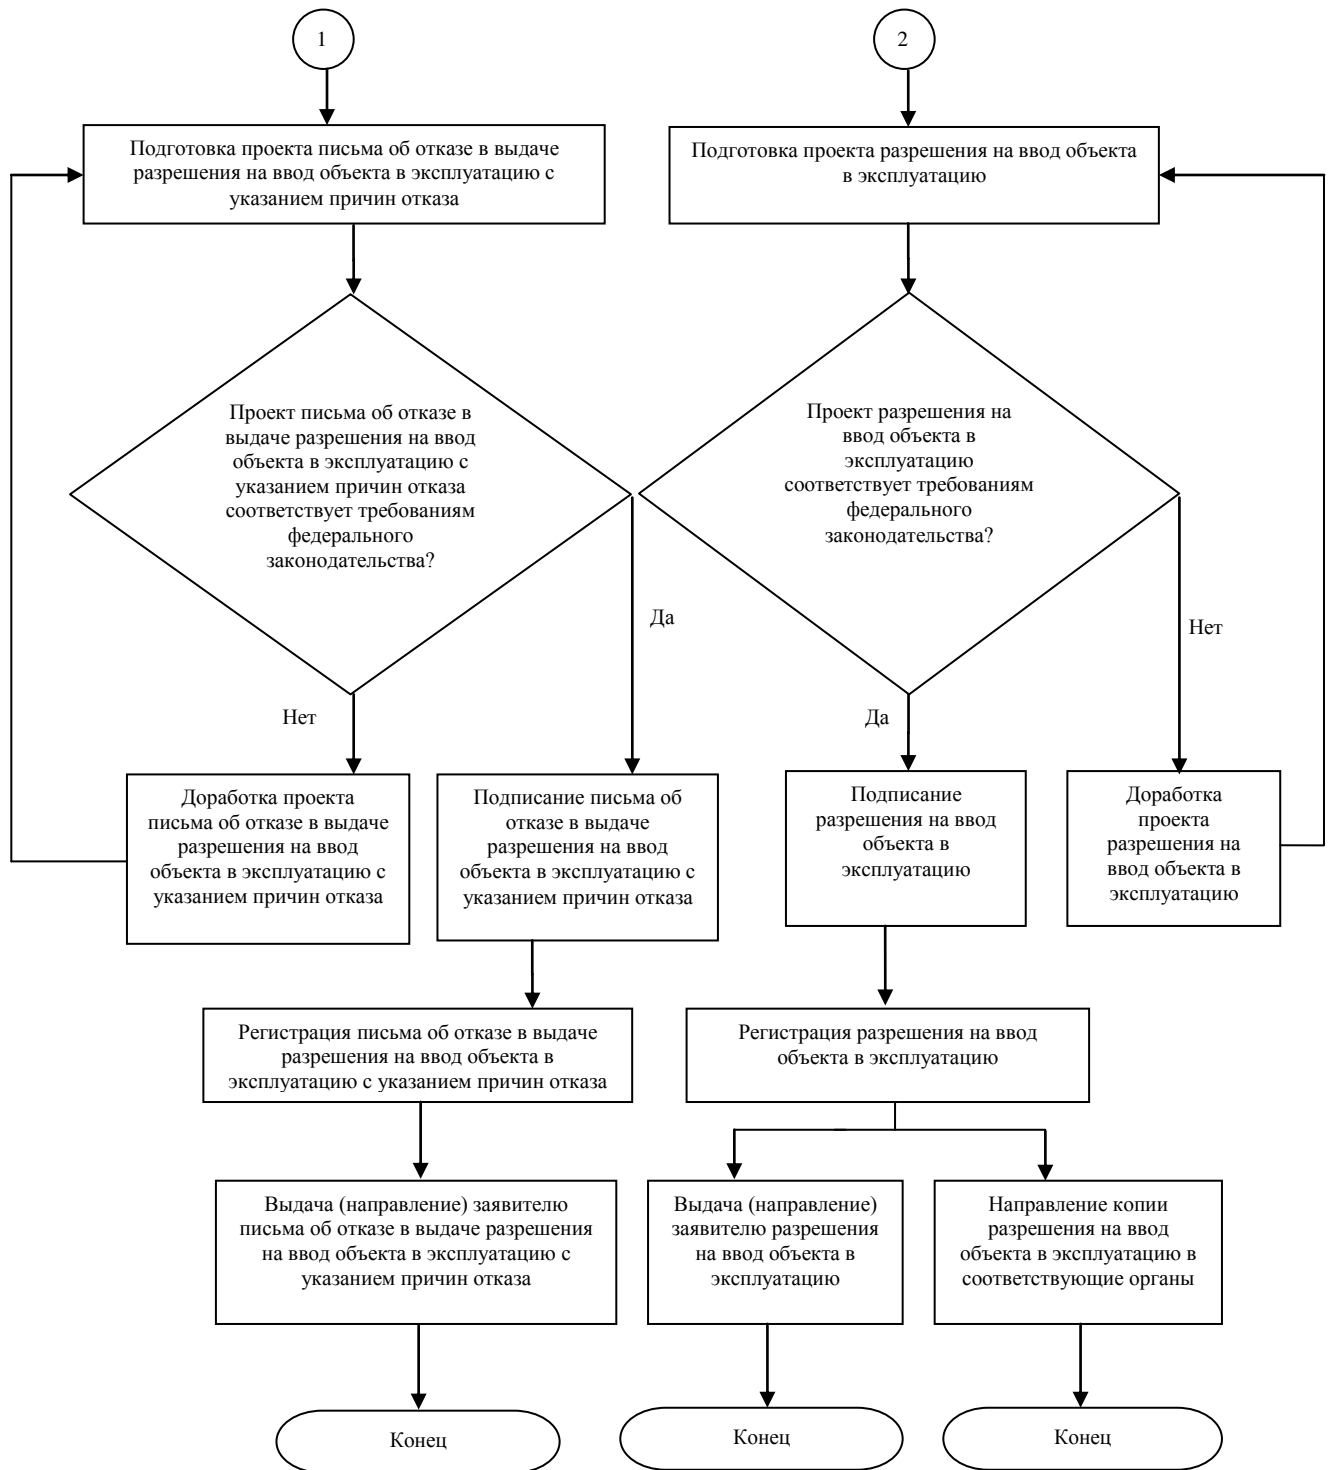 1
2
Подготовка проекта письма об отказе в выдаче
разрешения на ввод объекта в эксплуатацию с
указанием причин отказа
Подготовка проекта разрешения на ввод объекта
в эксплуатацию
Проект письма об отказе в
выдаче разрешения на ввод
объекта в эксплуатацию с
указанием причин отказа
соответствует требованиям
федерального
законодательства?
Проект разрешения на
ввод объекта в
эксплуатацию
соответствует требованиям
федерального
законодательства?
Да
Нет
Нет
Да
Доработка проекта
письма об отказе в выдаче
разрешения на ввод
объекта в эксплуатацию с
указанием причин отказа
Подписание письма об
отказе в выдаче
разрешения на ввод
объекта в эксплуатацию с
указанием причин отказа
Подписание
разрешения на ввод
объекта в
эксплуатацию
Доработка
проекта
разрешения на
ввод объекта в
эксплуатацию
Регистрация письма об отказе в выдаче
разрешения на ввод объекта в
эксплуатацию с указанием причин отказа
Регистрация разрешения на ввод
объекта в эксплуатацию
Выдача (направление) заявителю
письма об отказе в выдаче разрешения
на ввод объекта в эксплуатацию с
указанием причин отказа
Выдача (направление)
заявителю разрешения
на ввод объекта в
эксплуатацию
Направление копии
разрешения на ввод
объекта в эксплуатацию в
соответствующие органы
Конец
Конец
Конец